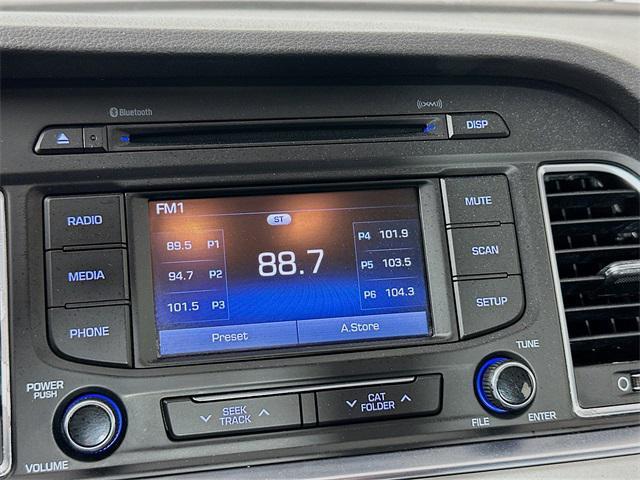 Bluetooth
((XM))
DISP
RADIO
MEDIA
PHONE
FM1
ST
89.5 P1
94.7 P2
101.5 P3
88.7
P4 101.9
P5 103.5
P6 104.3
Preset
A.Store
MUTE
SCAN
SETUP
POWER
PUSH
VOLUME
SEEK
TRACK
CAT
FOLDER
TUNE
FILE
ENTER